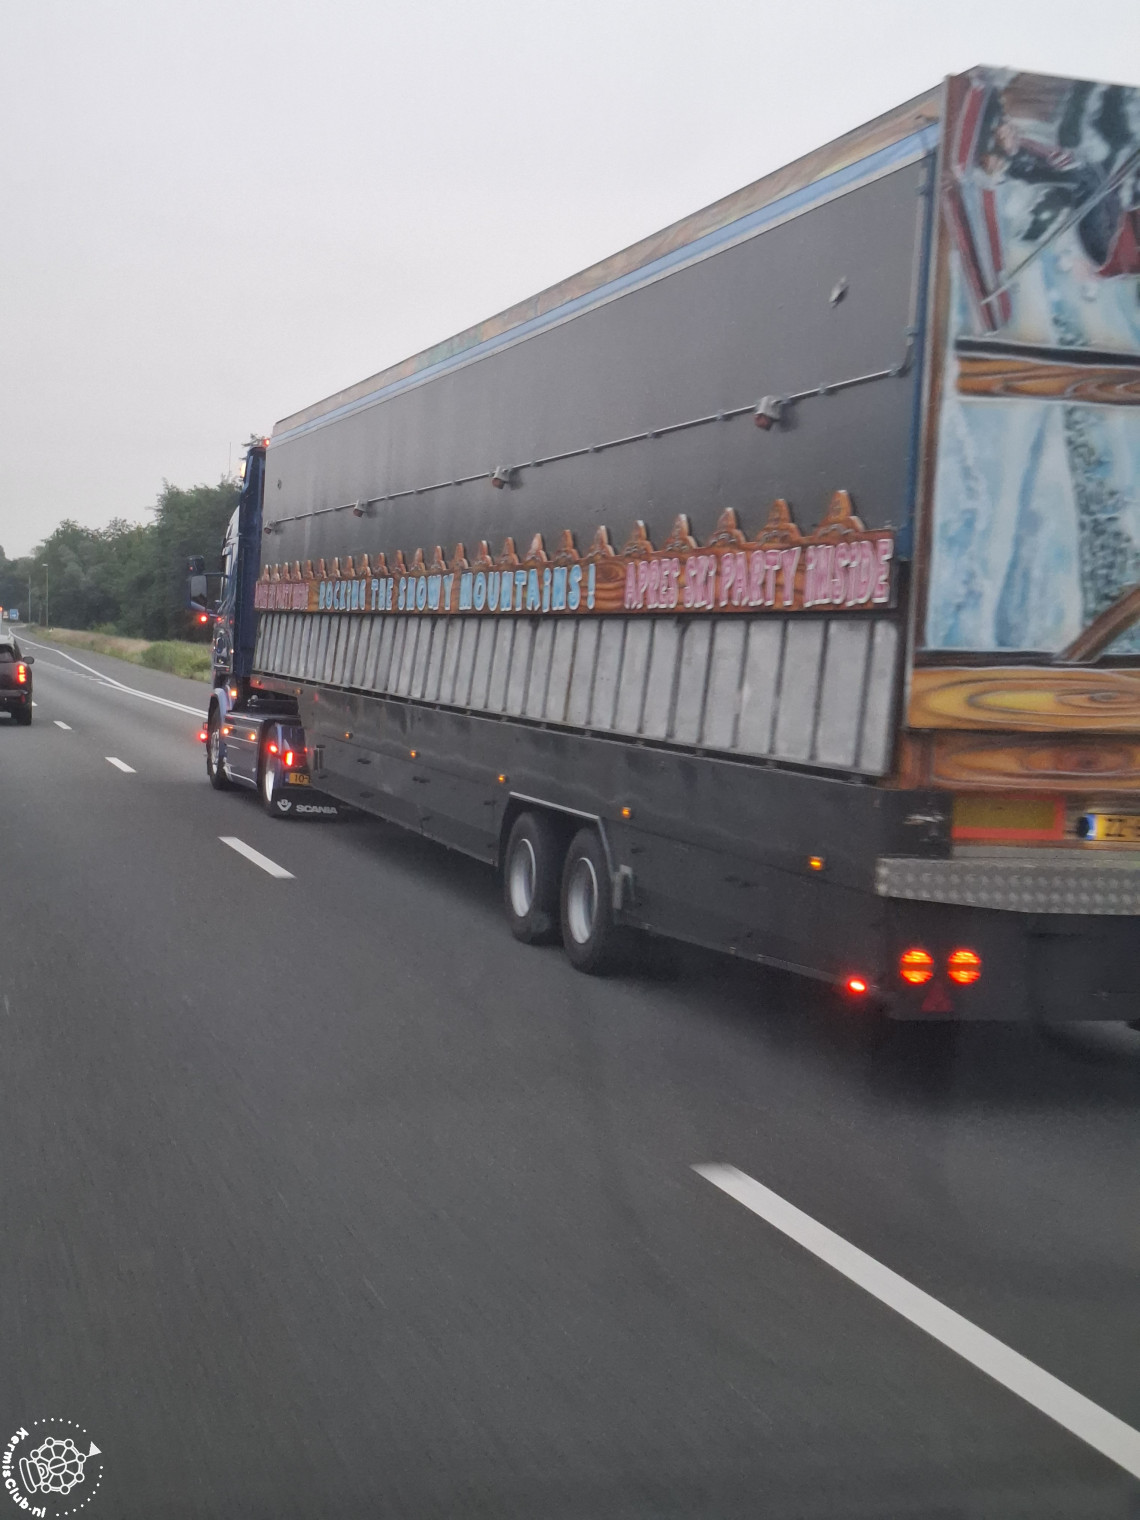 ROCKING THE SNOWY MOUNTAINS!
APRES SKI PARTY INSIDE
SCANIA
KermisClub.nl